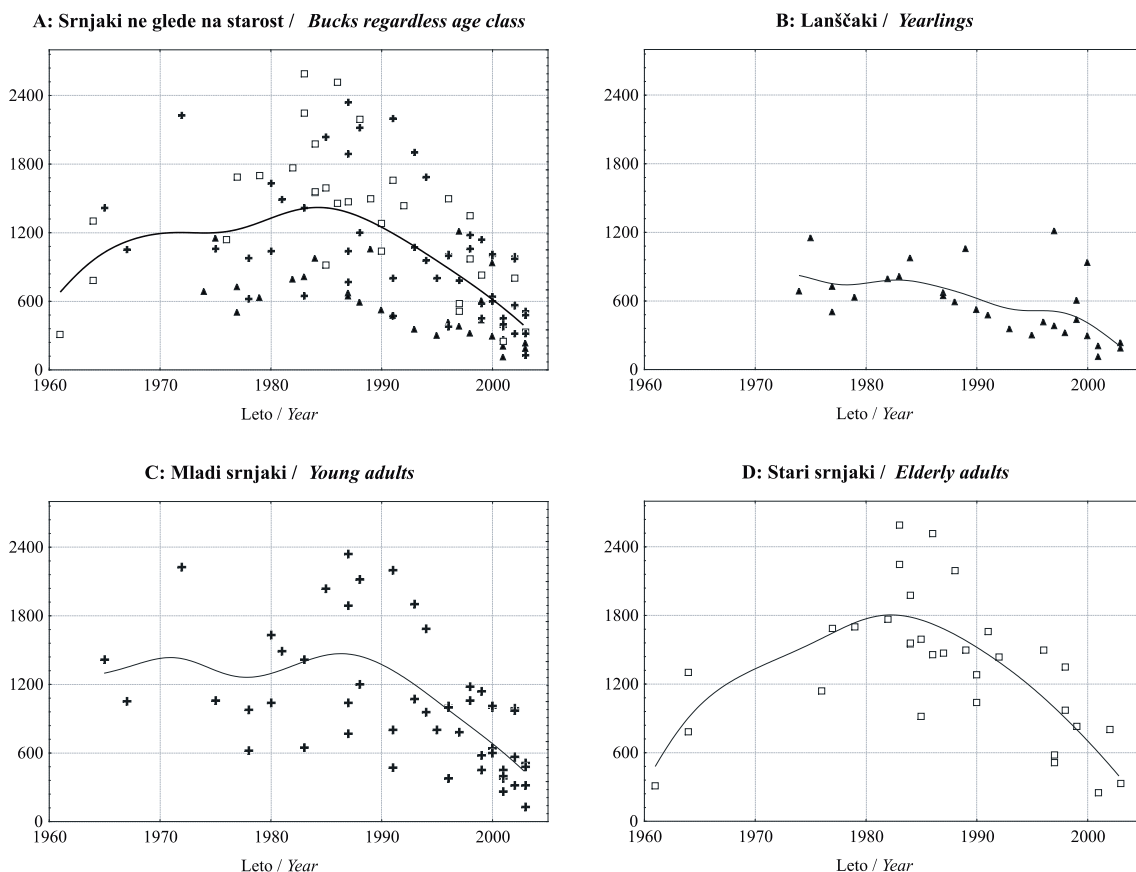 A: Srnjaki ne glede na starost / Bucks regardless age class
2400
1800
1200
600
0
1960 1970 1980 1990 2000
Leto / Year
B: Lanščaki / Yearlings
2400
1800
1200
600
0
1960 1970 1980 1990 2000
Leto / Year
C: Mladi srnjaki / Young adults
2400
1800
1200
600
0
1960 1970 1980 1990 2000
Leto / Year
D: Stari srnjaki / Elderly adults
2400
1800
1200
600
0
1960 1970 1980 1990 2000
Leto / Year